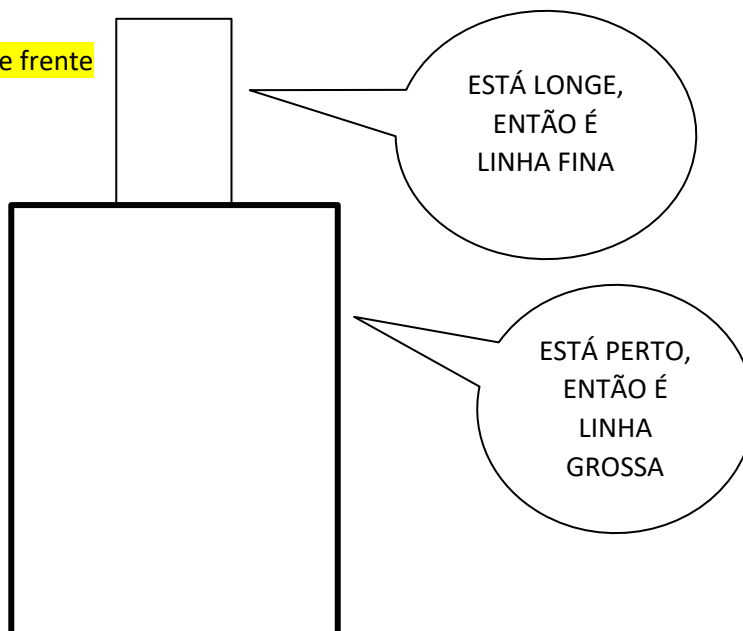 e frente
ESTÁ LONGE,
ENTÃO É
LINHA FINA
ESTÁ PERTO,
ENTÃO É
LINHA
GROSSA